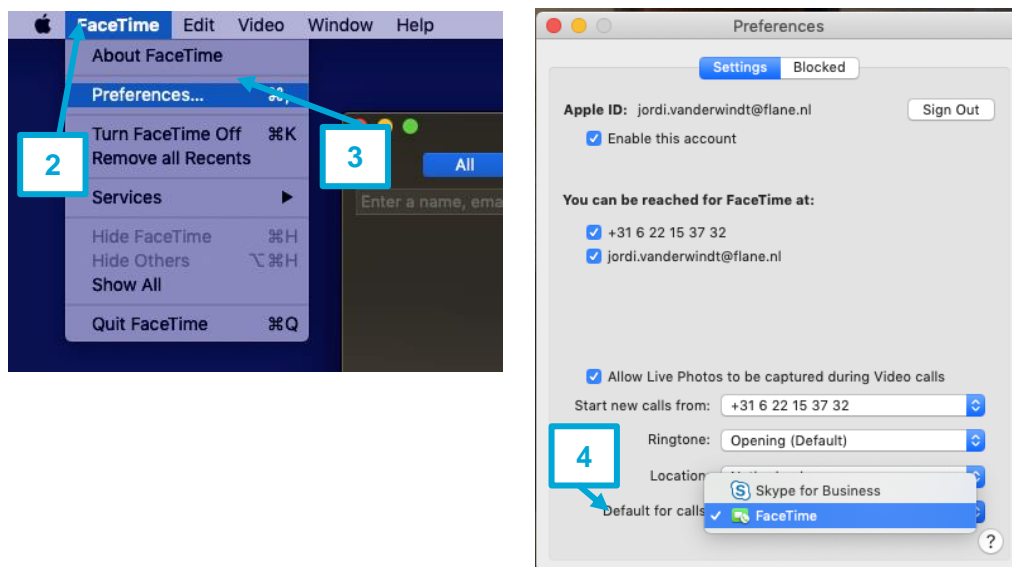 FaceTime Edit Video Window Help
About FaceTime
Preferences... ⌘,
Turn FaceTime Off ⌘K
Remove all Recents
Services ▶
Hide FaceTime ⌘H
Hide Others ⌥⌘H
Show All
Quit FaceTime ⌘Q
2
3
All
Enter a name, ema
Preferences
Settings Blocked
Apple ID: jordi.vanderwindt@flane.nl Sign Out
Enable this account
You can be reached for FaceTime at:
+31 6 22 15 37 32
jordi.vanderwindt@flane.nl
Allow Live Photos to be captured during Video calls
Start new calls from: +31 6 22 15 37 32
Ringtone: Opening (Default)
4
Location
Skype for Business
Default for calls ✓ FaceTime
?